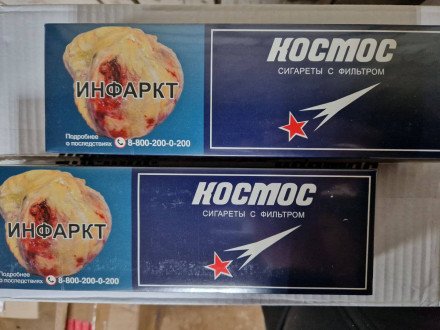 КОСМОС
СИГАРЕТЫ С ФИЛЬТРОМ
ИНФАРКТ
Подробнее
о последствиях 8-800-200-0-200
КОСМОС
СИГАРЕТЫ С ФИЛЬТРОМ
ИНФАРКТ
Подробнее
о последствиях 8-800-200-0-200